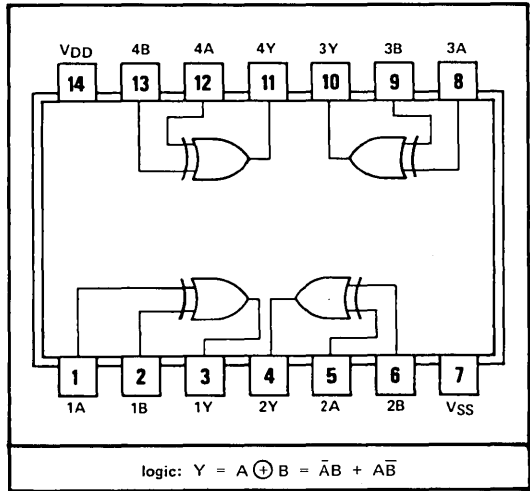 VDD 4B 4A 4Y 3Y 3B 3A
14 13 12 11 10 9 8
1 2 3 4 5 6 7
1A 1B 1Y 2Y 2A 2B VSS
logic: Y = A ⊕ B = A̅B + AB̅